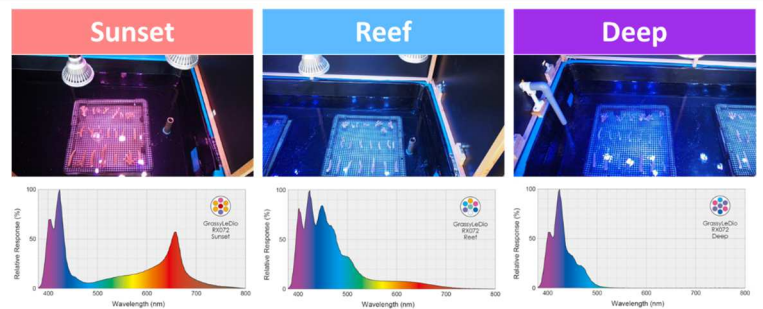 Sunset
Reef
Deep
100
50
0
Relative Response (%)
400
500
600
700
800
Wavelength (nm)
GrassyLeDio
RX072
Sunset
100
50
0
Relative Response (%)
400
500
600
700
800
Wavelength (nm)
GrassyLeDio
RX072
Reef
100
50
0
Relative Response (%)
400
500
600
700
800
Wavelength (nm)
GrassyLeDio
RX072
Deep